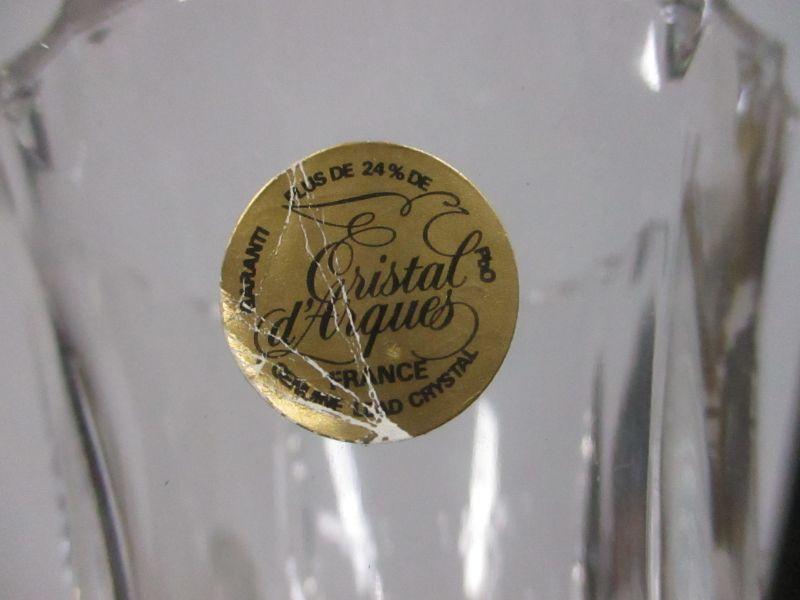 GARANTI PLUS DE 24% DE PbO
Cristal
d'Arques
FRANCE
GENUINE LEAD CRYSTAL